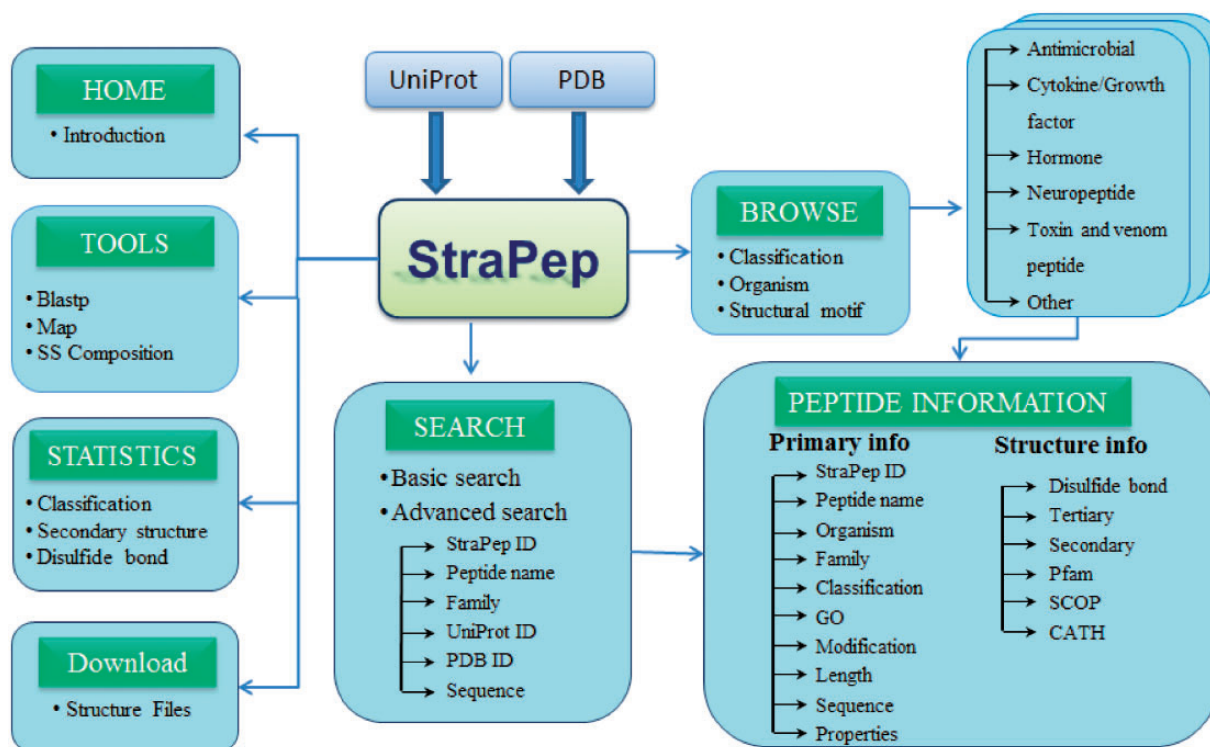 HOME
• Introduction
TOOLS
• Blastp
• Map
• SS Composition
STATISTICS
• Classification
• Secondary structure
• Disulfide bond
Download
• Structure Files
UniProt
PDB
StraPep
SEARCH
• Basic search
• Advanced search
StraPep ID
Peptide name
Family
UniProt ID
PDB ID
Sequence
BROWSE
• Classification
• Organism
• Structural motif
Antimicrobial
Cytokine/Growth
factor
Hormone
Neuropeptide
Toxin and venom
peptide
Other
PEPTIDE INFORMATION
Primary info
StraPep ID
Peptide name
Organism
Family
Classification
GO
Modification
Length
Sequence
Properties
Structure info
Disulfide bond
Tertiary
Secondary
Pfam
SCOP
CATH